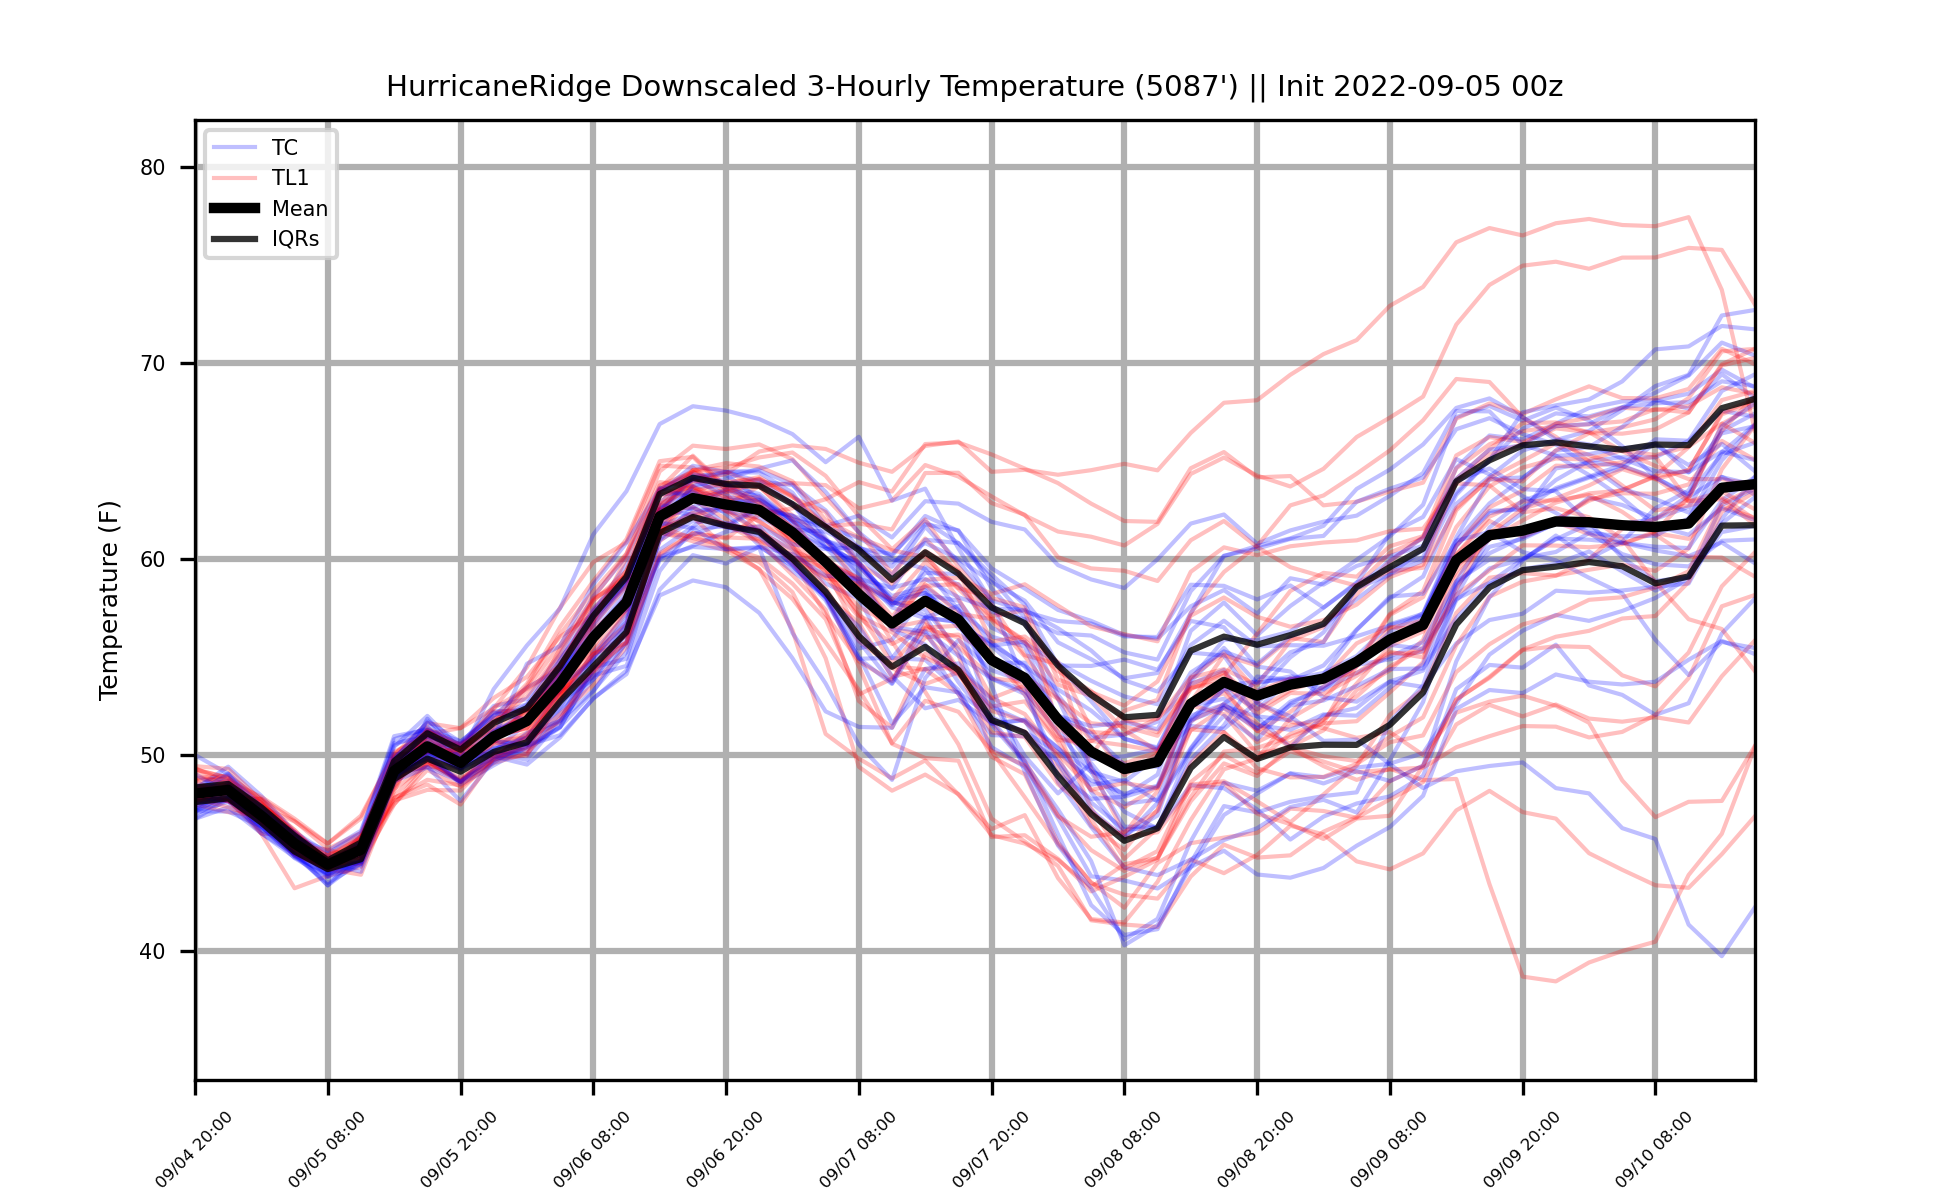 HurricaneRidge Downscaled 3-Hourly Temperature (5087') || Init 2022-09-05 00z
TC
TL1
Mean
IQRs
Temperature (F)
80
70
60
50
40
09/04 20:00
09/05 08:00
09/05 20:00
09/06 08:00
09/06 20:00
09/07 08:00
09/07 20:00
09/08 08:00
09/08 20:00
09/09 08:00
09/09 20:00
09/10 08:00